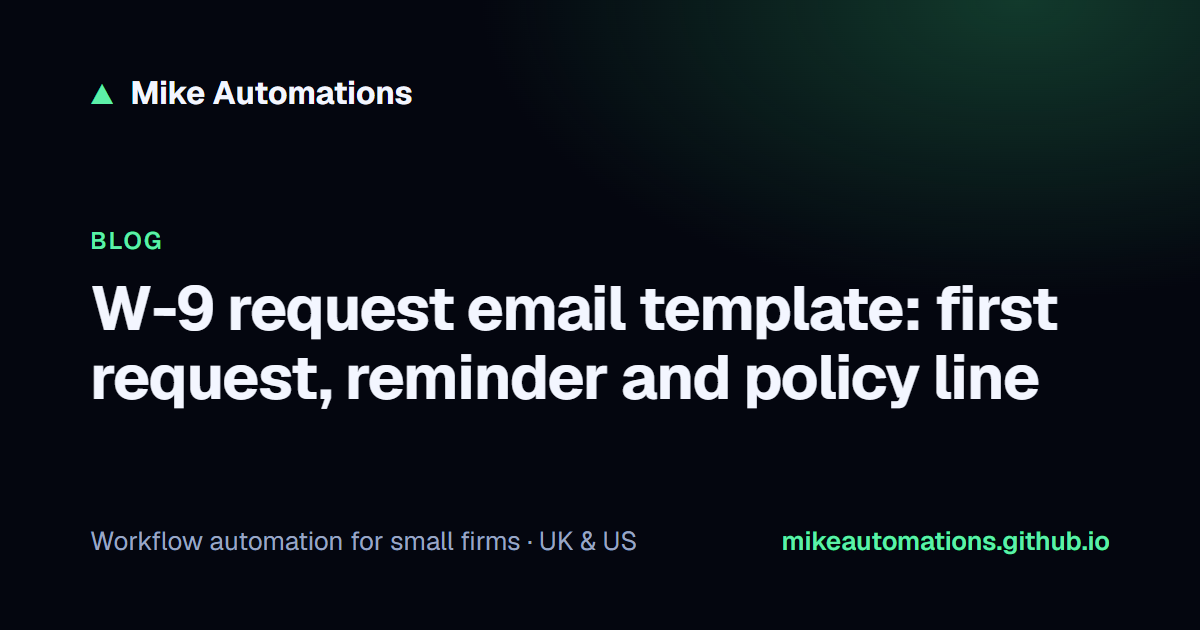 Mike Automations
BLOG
W-9 request email template: first
request, reminder and policy line
Workflow automation for small firms · UK & US
mikeautomations.github.io